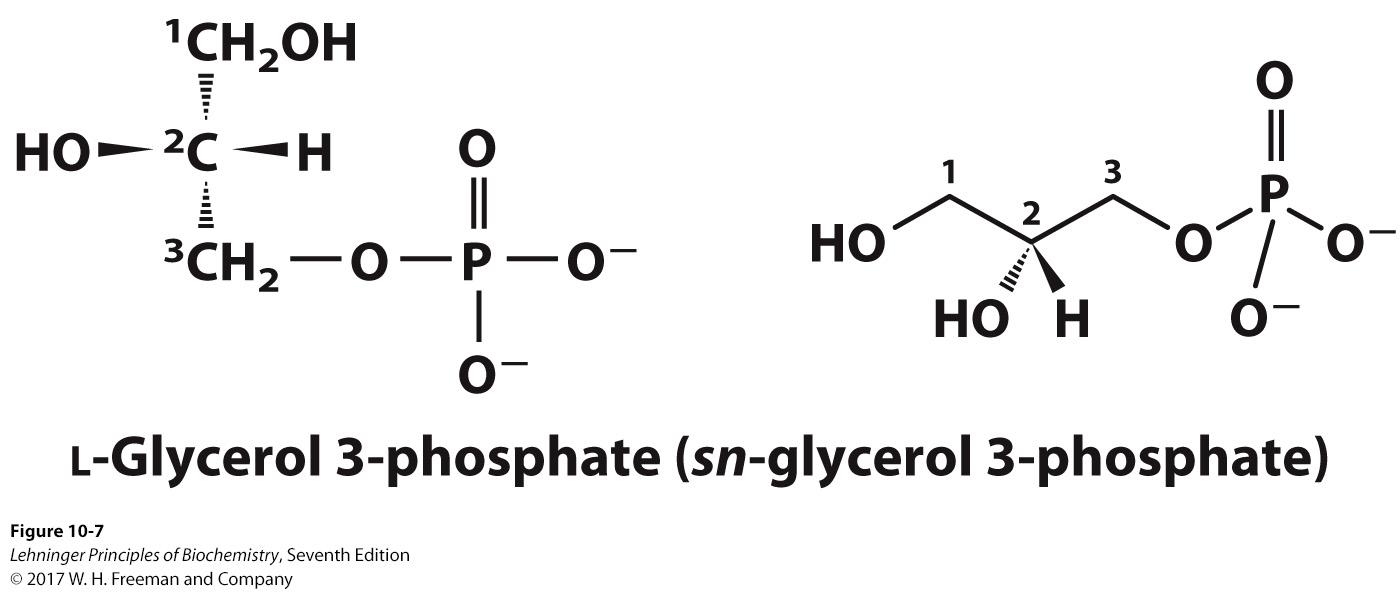 ¹CH₂OH
HO ²C H
³CH₂ O P O⁻
O
O⁻
O
1 3
2 P
HO O O⁻
HO H O⁻
L-Glycerol 3-phosphate (sn-glycerol 3-phosphate)
Figure 10-7
Lehninger Principles of Biochemistry, Seventh Edition
© 2017 W. H. Freeman and Company